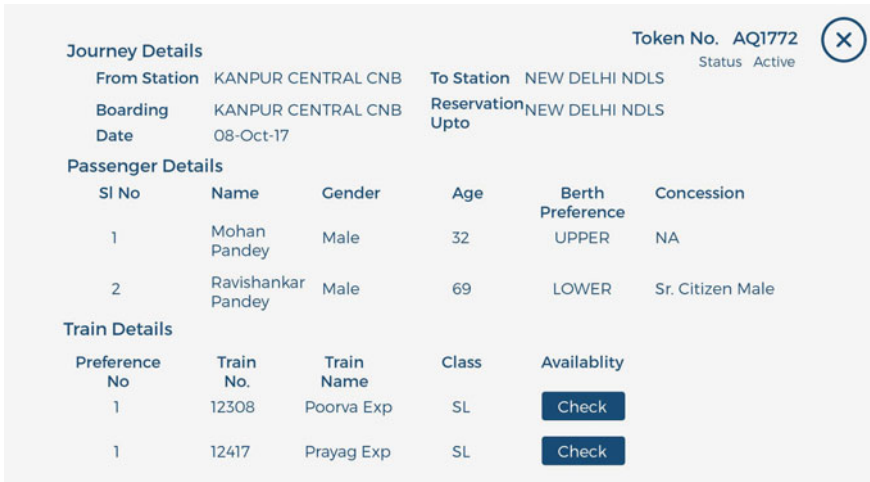 Token No. AQ1772
Journey Details
Status Active
From Station KANPUR CENTRAL CNB To Station NEW DELHI NDLS
Boarding KANPUR CENTRAL CNB Reservation Upto NEW DELHI NDLS
Date 08-Oct-17
Passenger Details
Sl No Name Gender Age Berth Preference Concession
1 Mohan Pandey Male 32 UPPER NA
2 Ravishankar Pandey Male 69 LOWER Sr. Citizen Male
Train Details
Preference No Train No. Train Name Class Availablity
1 12308 Poorva Exp SL Check
1 12417 Prayag Exp SL Check